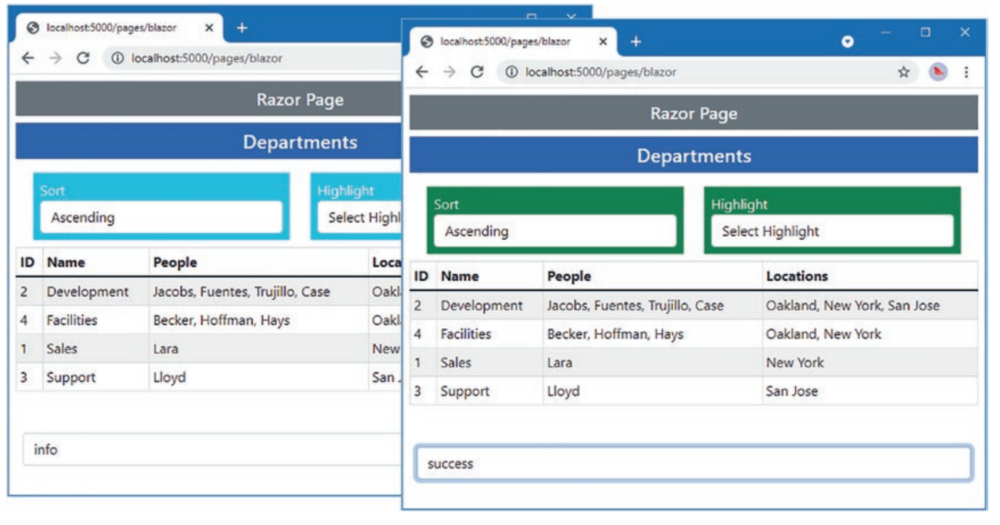 localhost:5000/pages/blazor
localhost:5000/pages/blazor
Razor Page
Departments
Sort
Highlight
Ascending
Select Highl
ID Name People Loca
2 Development Jacobs, Fuentes, Trujillo, Case Oakl
4 Facilities Becker, Hoffman, Hays Oakl
1 Sales Lara New
3 Support Lloyd San
info
localhost:5000/pages/blazor
localhost:5000/pages/blazor
Razor Page
Departments
Sort
Highlight
Ascending
Select Highlight
ID Name People Locations
2 Development Jacobs, Fuentes, Trujillo, Case Oakland, New York, San Jose
4 Facilities Becker, Hoffman, Hays Oakland, New York
1 Sales Lara New York
3 Support Lloyd San Jose
success